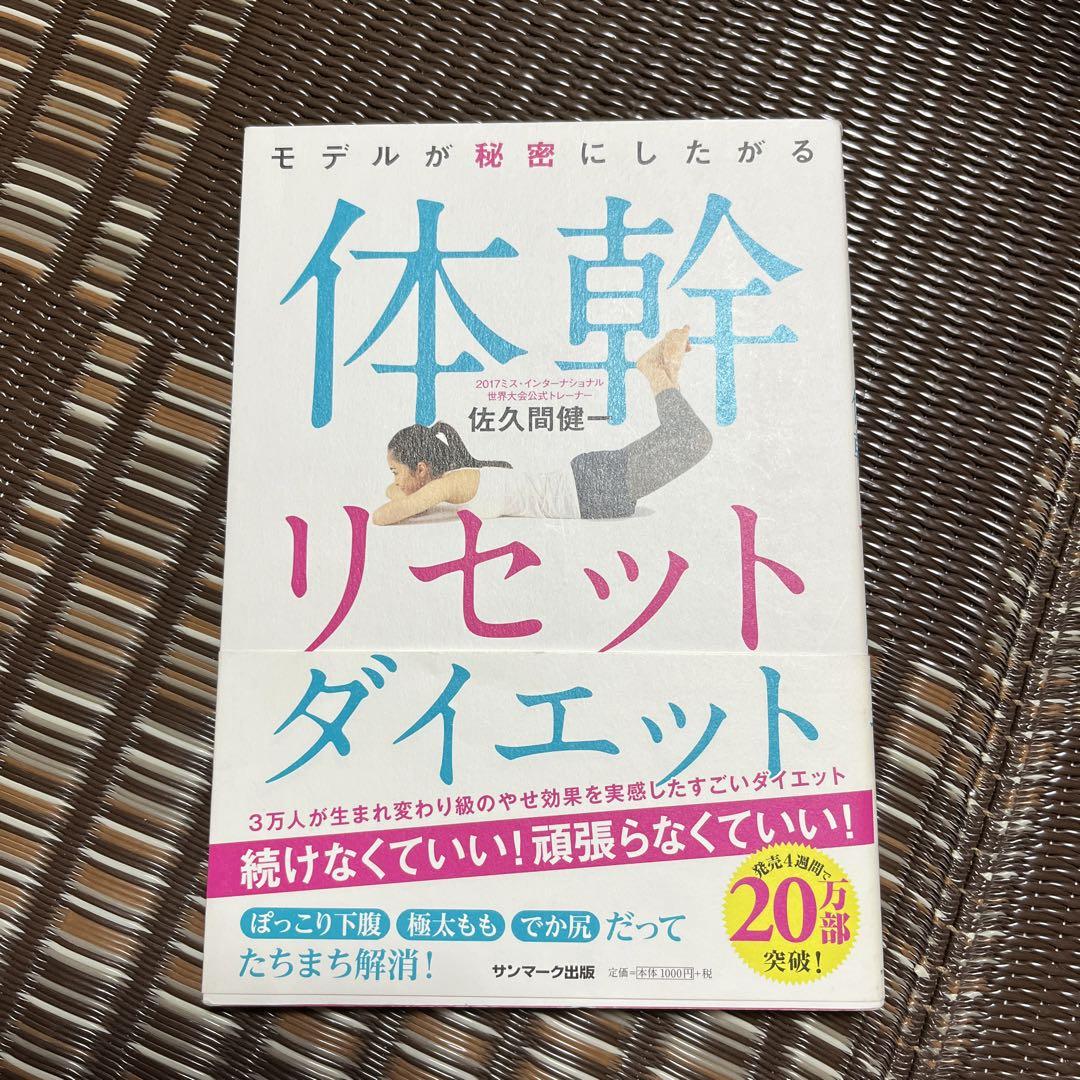 モデルが秘密にしたがる
体幹
2017ミス・インターナショナル
世界大会公式トレーナー
佐久間健一
リセット
ダイエット
3万人が生まれ変わり級のやせ効果を実感したすごいダイエット
続けなくていい！頑張らなくていい！
ぽっこり下腹 極太もも でか尻 だって
たちまち解消！
サンマーク出版
定価＝本体1000円＋税
発売4週間で
20万部
突破！